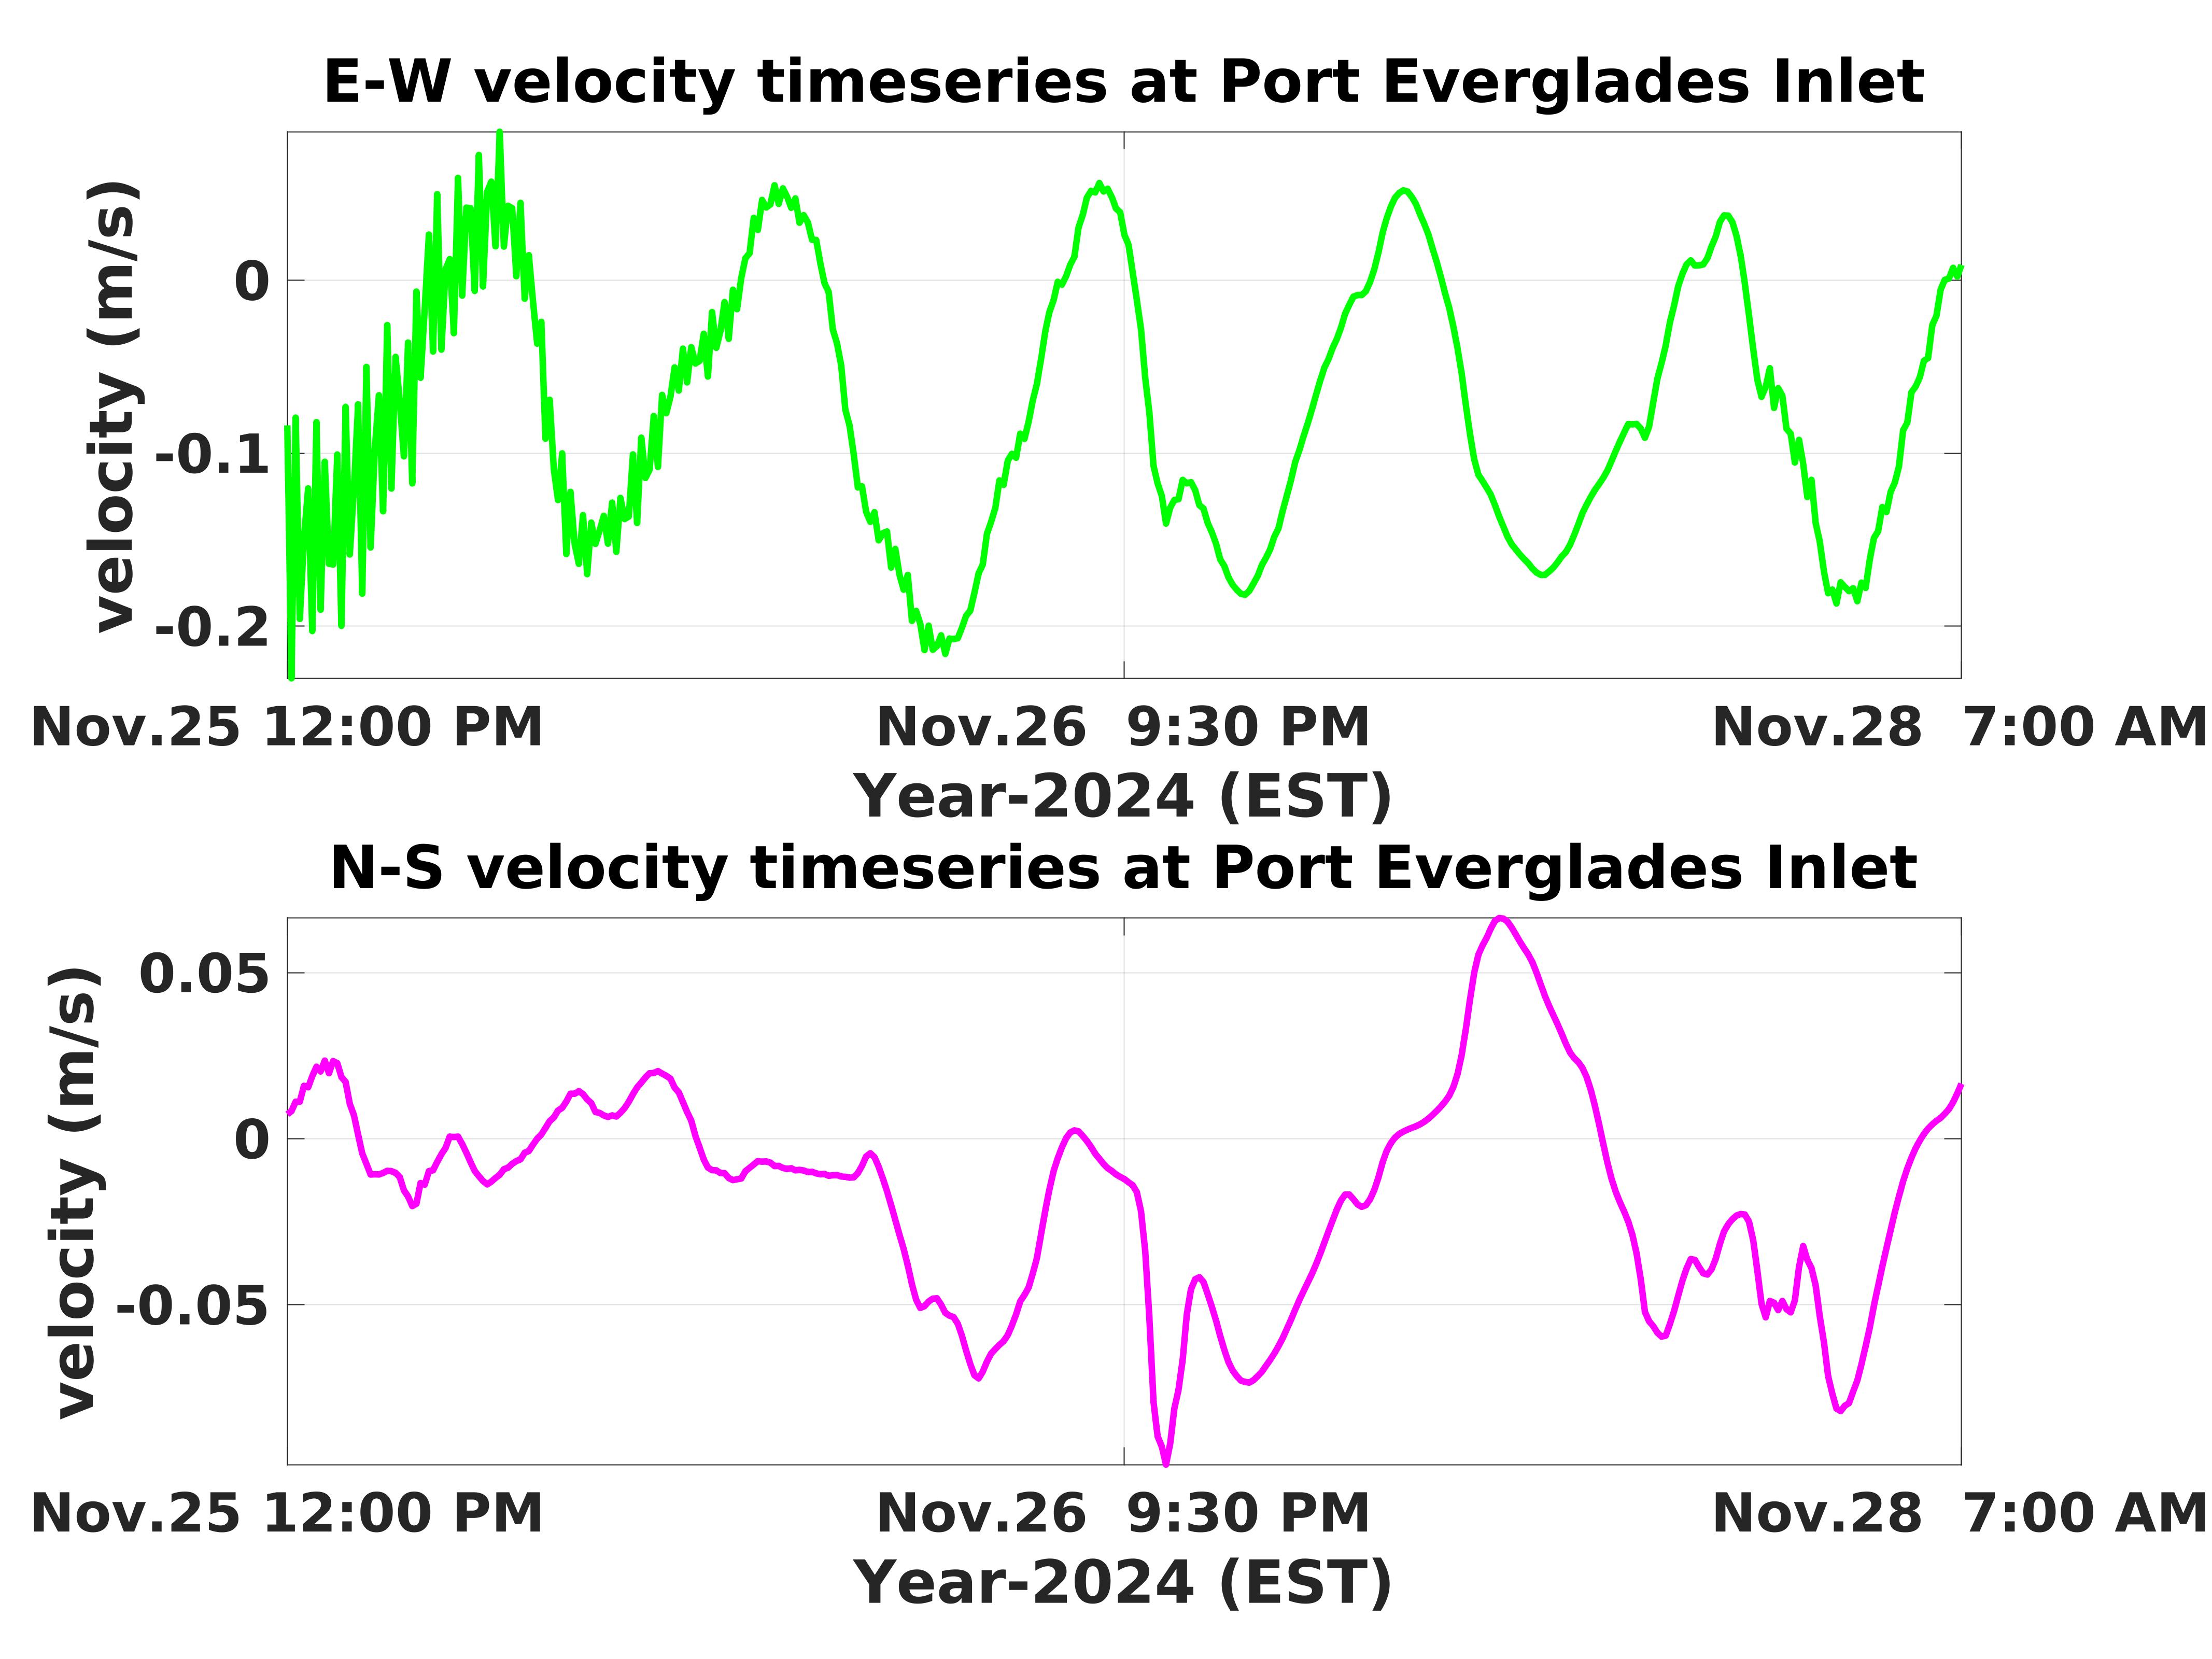 E-W velocity timeseries at Port Everglades Inlet
velocity (m/s)
0
-0.1
-0.2
Nov.25 12:00 PM Nov.26 9:30 PM Nov.28 7:00 AM
Year-2024 (EST)
N-S velocity timeseries at Port Everglades Inlet
velocity (m/s)
0.05
0
-0.05
Nov.25 12:00 PM Nov.26 9:30 PM Nov.28 7:00 AM
Year-2024 (EST)